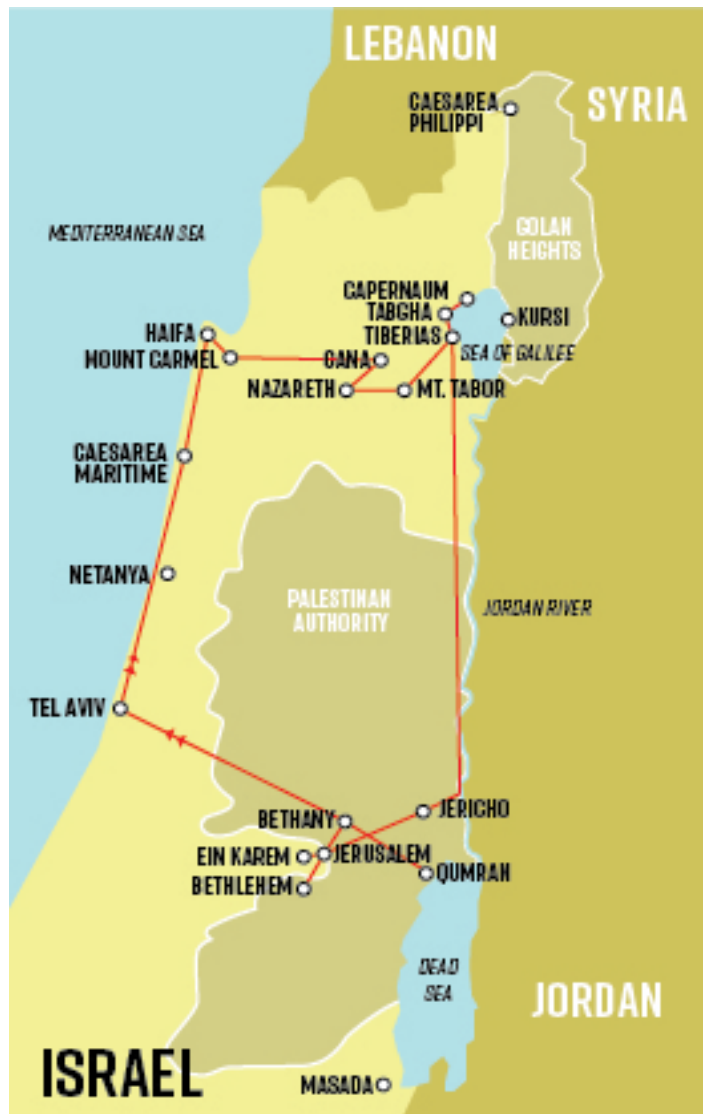 LEBANON
CAESAREA
PHILIPPI
SYRIA
MEDITERRANEAN SEA
GOLAN
HEIGHTS
CAPERNAUM
TABGHA
KURSI
HAIFA
TIBERIAS
SEA OF GALILEE
MOUNT CARMEL
CANA
NAZARETH
MT. TABOR
CAESAREA
MARITIME
NETANYA
PALESTINAN
AUTHORITY
JORDAN RIVER
TEL AVIV
JERICHO
BETHANY
EIN KAREM
JERUSALEM
QUMRAN
BETHLEHEM
DEAD
SEA
JORDAN
ISRAEL
MASADA